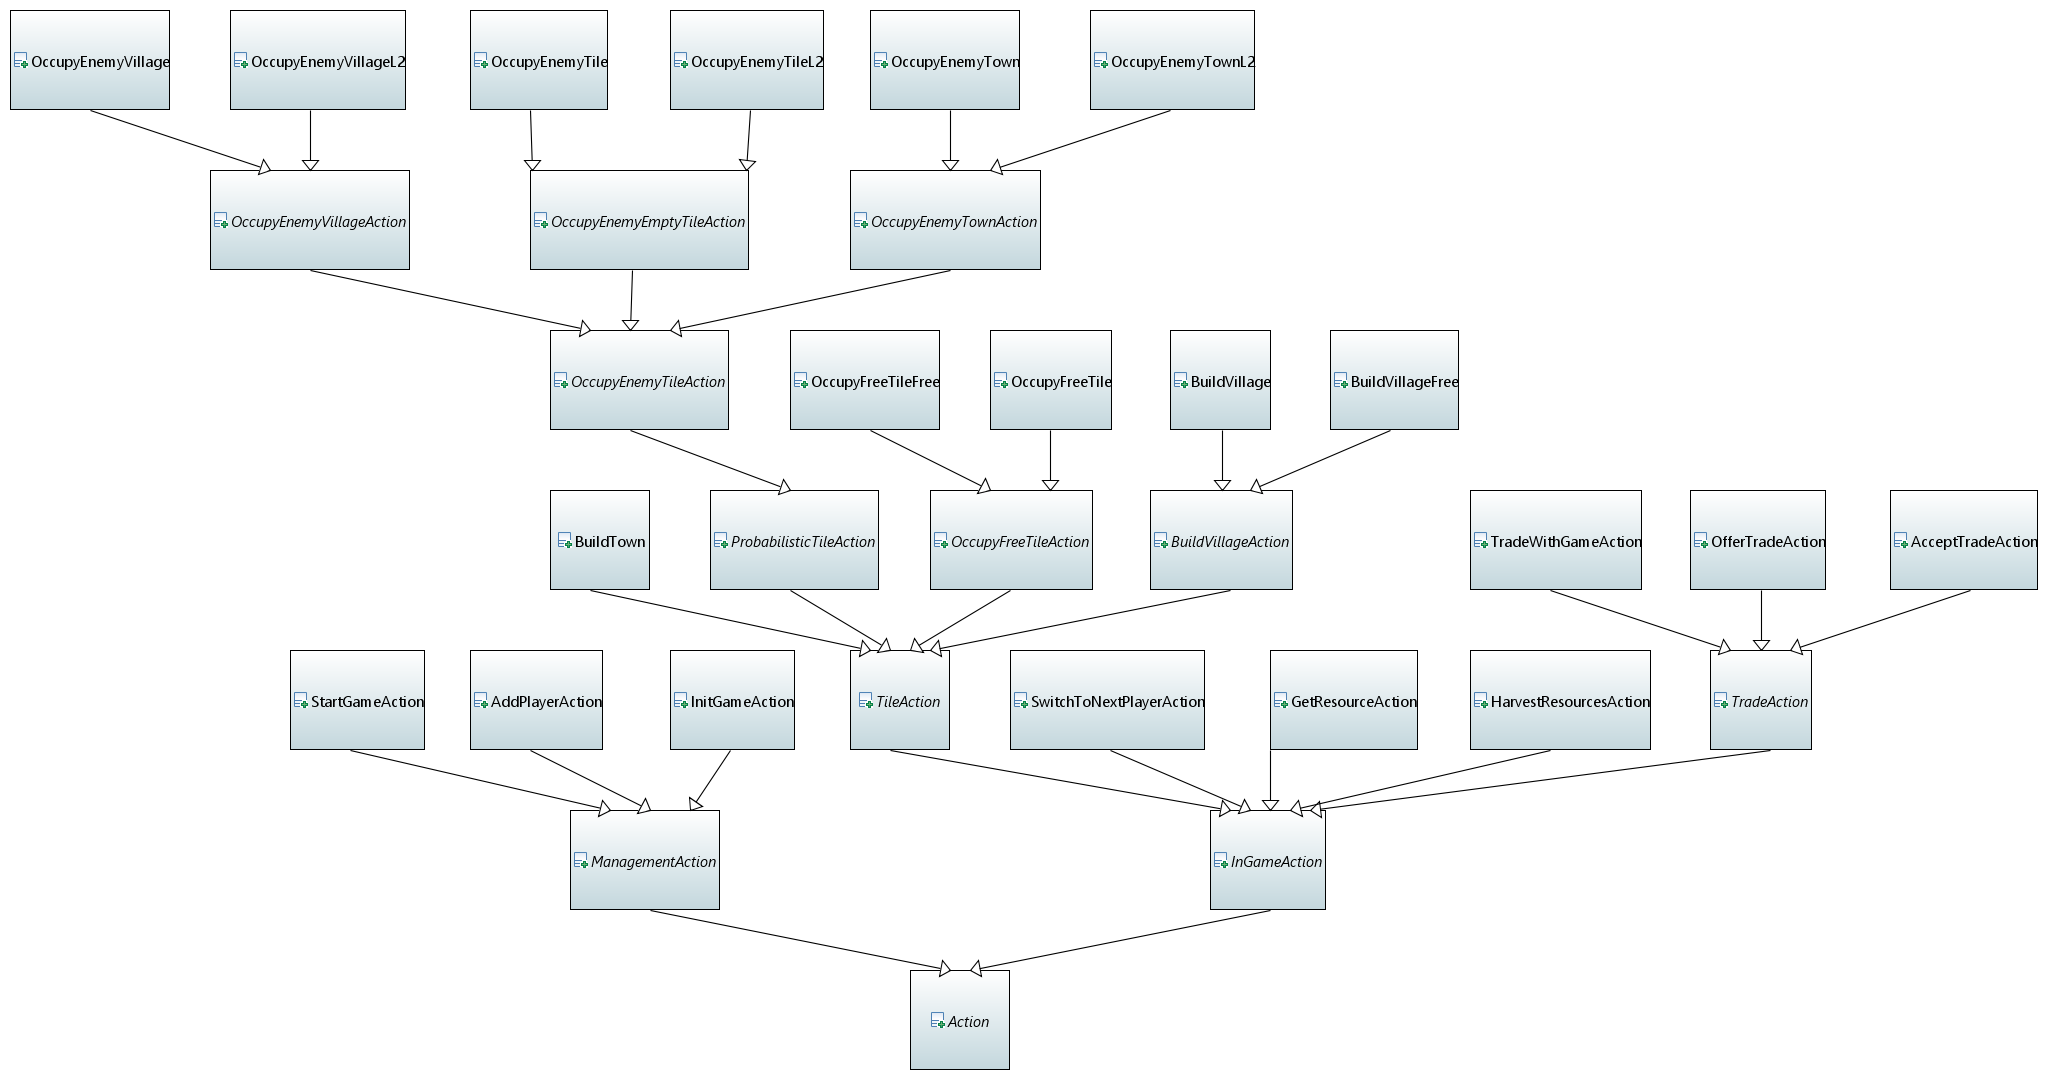 OccupyEnemyVillage
OccupyEnemyVillageL2
OccupyEnemyTile
OccupyEnemyTileL2
OccupyEnemyTown
OccupyEnemyTownL2
OccupyEnemyVillageAction
OccupyEnemyEmptyTileAction
OccupyEnemyTownAction
OccupyEnemyTileAction
OccupyFreeTileFree
OccupyFreeTile
BuildVillage
BuildVillageFree
BuildTown
ProbabilisticTileAction
OccupyFreeTileAction
BuildVillageAction
TradeWithGameAction
OfferTradeAction
AcceptTradeAction
StartGameAction
AddPlayerAction
InitGameAction
TileAction
SwitchToNextPlayerAction
GetResourceAction
HarvestResourcesAction
TradeAction
ManagementAction
InGameAction
Action